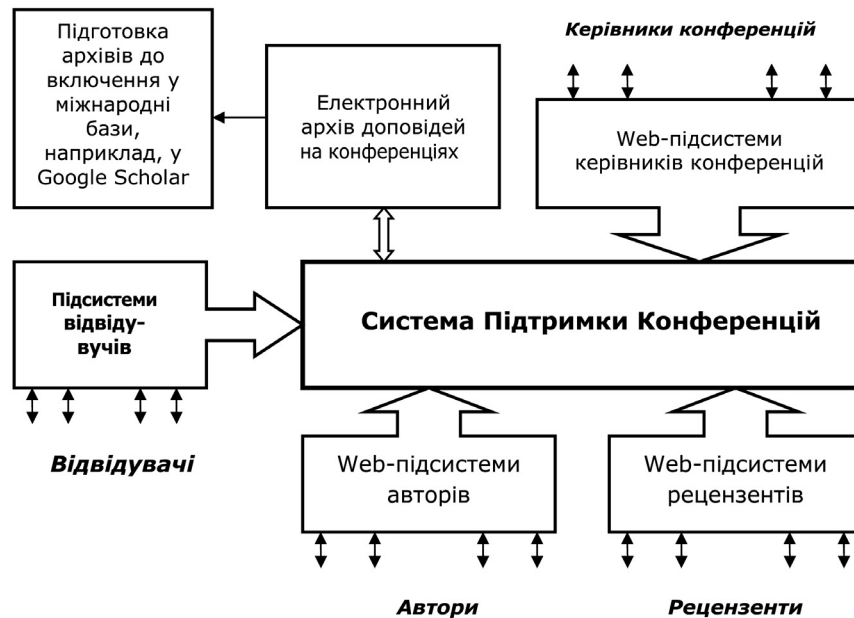 Підготовка
архівів до
включення у
міжнародні
бази,
наприклад, у
Google Scholar
Електронний
архів доповідей
на конференціях
Керівники конференцій
Web-підсистеми
керівників конференцій
Підсистеми
відвіду-
вучів
Система Підтримки Конференцій
Відвідувачі
Web-підсистеми
авторів
Web-підсистеми
рецензентів
Автори
Рецензенти